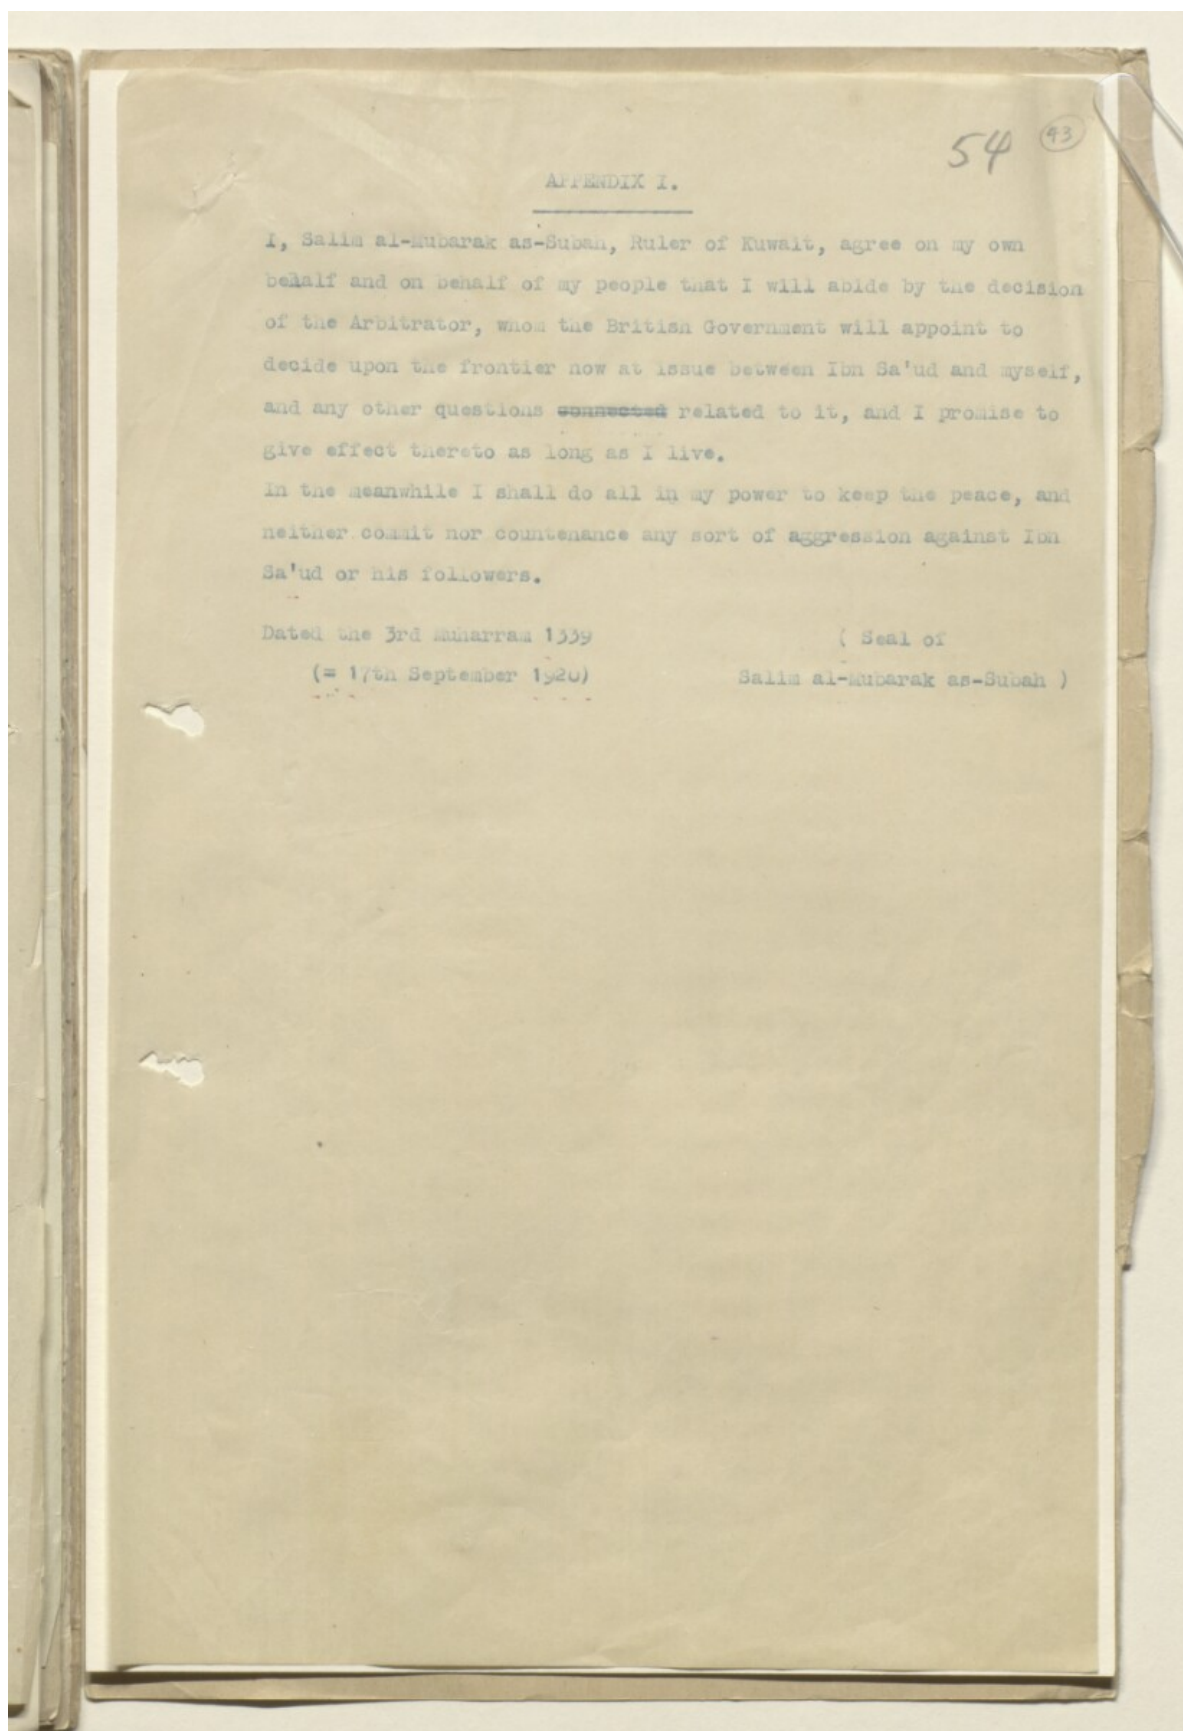 54 43
APPENDIX I.
I, Salim al-Mubarak as-Subah, Ruler of Kuwait, agree on my own
behalf and on behalf of my people that I will abide by the decision
of the Arbitrator, whom the British Government will appoint to
decide upon the frontier now at issue between Ibn Sa'ud and myself,
and any other questions connected related to it, and I promise to
give effect thereto as long as I live.
In the meanwhile I shall do all in my power to keep the peace, and
neither commit nor countenance any sort of aggression against Ibn
Sa'ud or his followers.
Dated the 3rd Muharram 1339 ( Seal of
(= 17th September 1920) Salim al-Mubarak as-Subah )